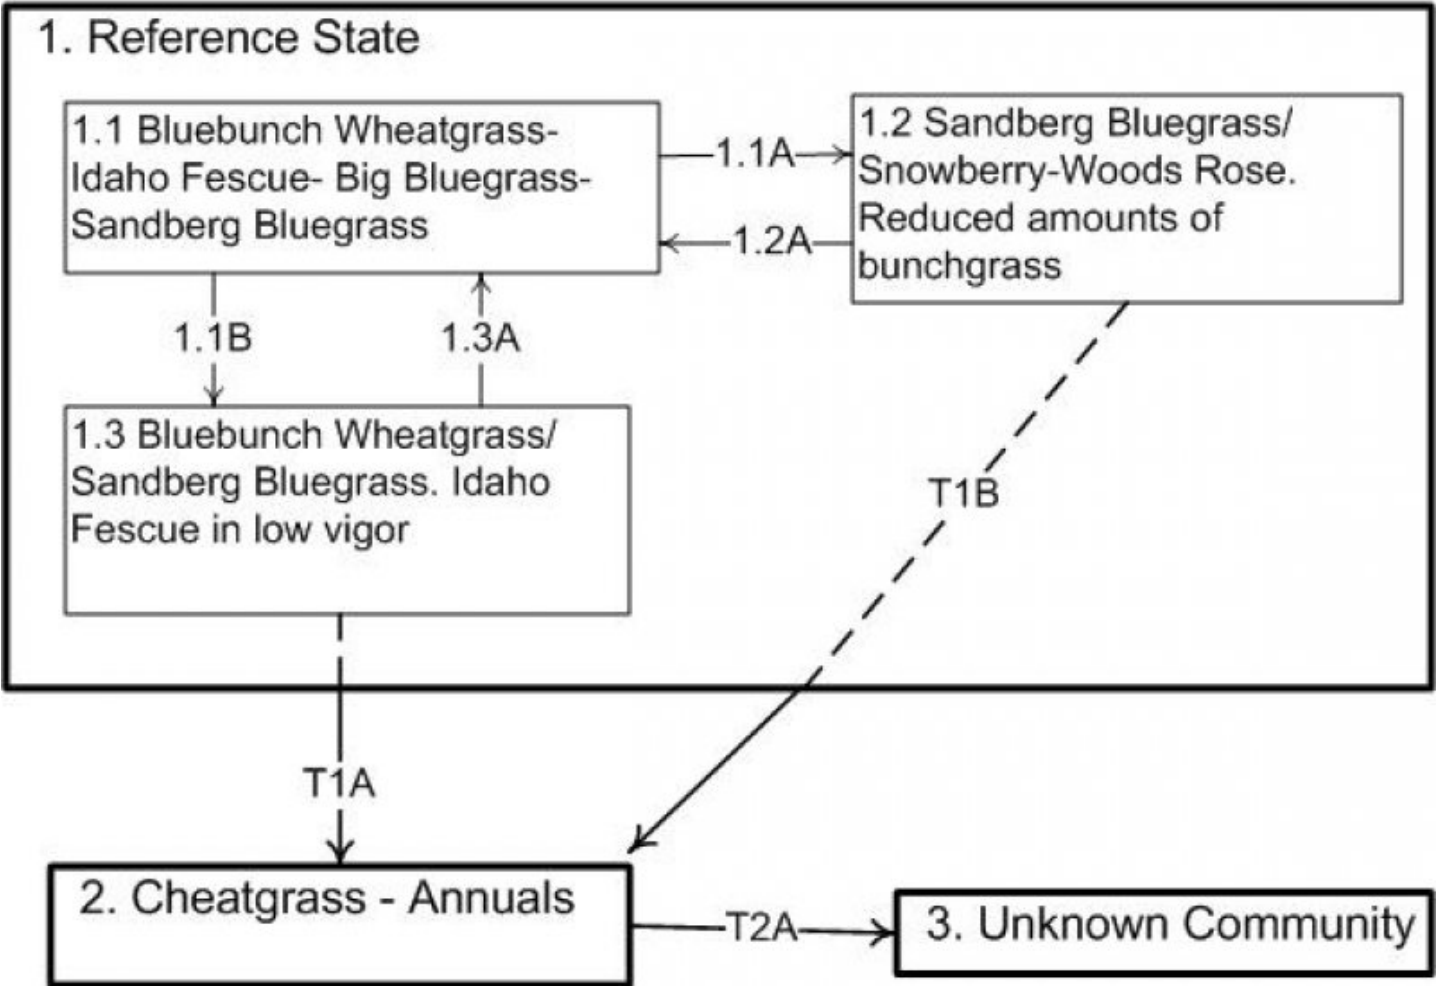 1. Reference State
1.1 Bluebunch Wheatgrass-
Idaho Fescue- Big Bluegrass-
Sandberg Bluegrass
1.1A
1.2A
1.2 Sandberg Bluegrass/
Snowberry-Woods Rose.
Reduced amounts of
bunchgrass
1.1B
1.3A
1.3 Bluebunch Wheatgrass/
Sandberg Bluegrass. Idaho
Fescue in low vigor
T1B
T1A
2. Cheatgrass - Annuals
T2A
3. Unknown Community